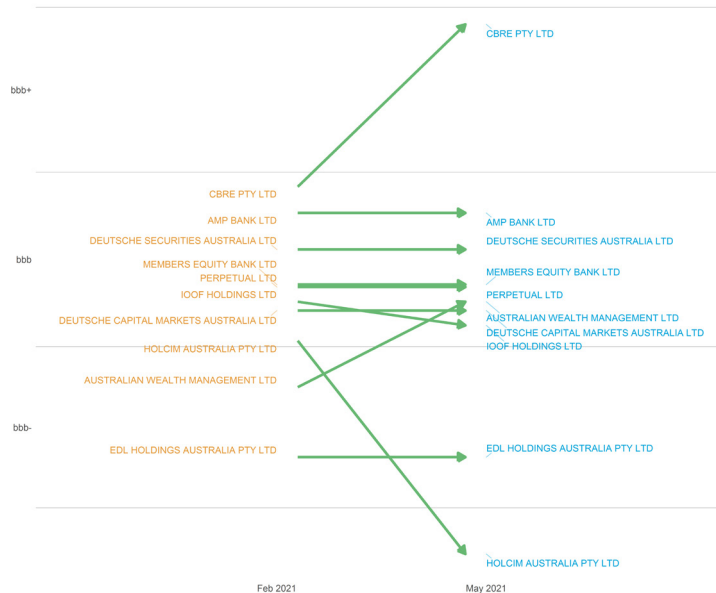 CBRE PTY LTD
bbb+
CBRE PTY LTD
AMP BANK LTD
AMP BANK LTD
DEUTSCHE SECURITIES AUSTRALIA LTD
DEUTSCHE SECURITIES AUSTRALIA LTD
bbb
MEMBERS EQUITY BANK LTD
MEMBERS EQUITY BANK LTD
PERPETUAL LTD
IOOF HOLDINGS LTD
PERPETUAL LTD
DEUTSCHE CAPITAL MARKETS AUSTRALIA LTD
AUSTRALIAN WEALTH MANAGEMENT LTD
DEUTSCHE CAPITAL MARKETS AUSTRALIA LTD
HOLCIM AUSTRALIA PTY LTD
IOOF HOLDINGS LTD
AUSTRALIAN WEALTH MANAGEMENT LTD
bbb-
EDL HOLDINGS AUSTRALIA PTY LTD
EDL HOLDINGS AUSTRALIA PTY LTD
HOLCIM AUSTRALIA PTY LTD
Feb 2021
May 2021